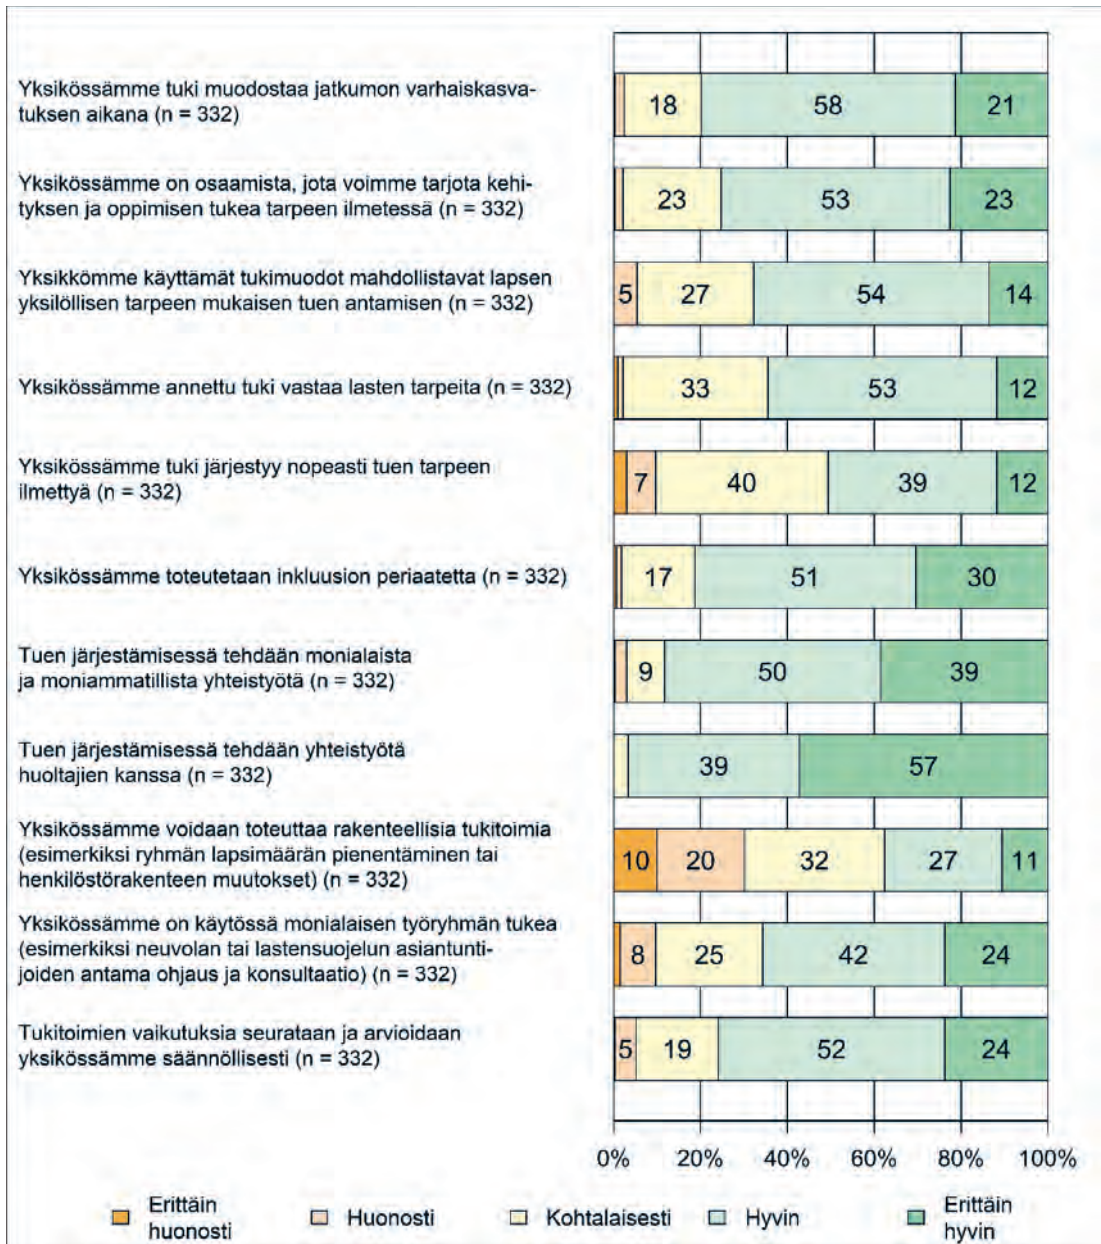 Yksikössämme tuki muodostaa jatkumon varhaiskasva-
tuksen aikana (n = 332)
18 58 21
Yksikössämme on osaamista, jota voimme tarjota kehi-
tyksen ja oppimisen tukea tarpeen ilmetessä (n = 332)
23 53 23
Yksikkömme käyttämät tukimuodot mahdollistavat lapsen
yksilöllisen tarpeen mukaisen tuen antamisen (n = 332)
5 27 54 14
Yksikössämme annettu tuki vastaa lasten tarpeita (n = 332)
33 53 12
Yksikössämme tuki järjestyy nopeasti tuen tarpeen
ilmettyä (n = 332)
7 40 39 12
Yksikössämme toteutetaan inkluusion periaatetta (n = 332)
17 51 30
Tuen järjestämisessä tehdään monialaista
ja moniammatillista yhteistyötä (n = 332)
9 50 39
Tuen järjestämisessä tehdään yhteistyötä
huoltajien kanssa (n = 332)
39 57
Yksikössämme voidaan toteuttaa rakenteellisia tukitoimia
(esimerkiksi ryhmän lapsimäärän pienentäminen tai
henkilöstörakenteen muutokset) (n = 332)
10 20 32 27 11
Yksikössämme on käytössä monialaisen työryhmän tukea
(esimerkiksi neuvolan tai lastensuojelun asiantunti-
joiden antama ohjaus ja konsultaatio) (n = 332)
8 25 42 24
Tukitoimien vaikutuksia seurataan ja arvioidaan
yksikössämme säännöllisesti (n = 332)
5 19 52 24
0% 20% 40% 60% 80% 100%
Erittäin
huonosti
Huonosti
Kohtalaisesti
Hyvin
Erittäin
hyvin